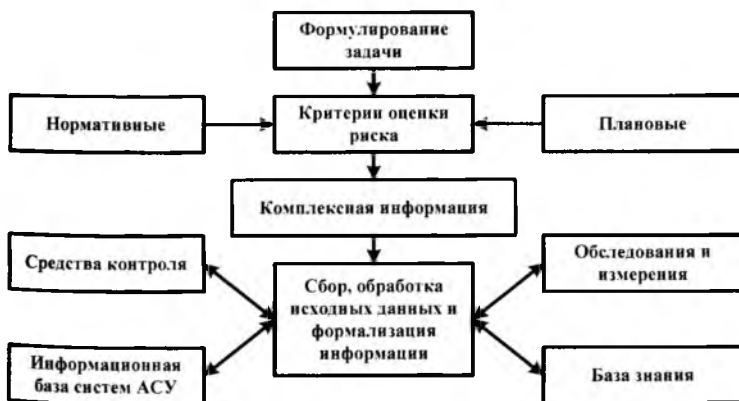 Формулирование
задачи
Нормативные
Критерии оценки
риска
Плановые
Комплексная информация
Средства контроля
Сбор, обработка
исходных данных и
формализация
информации
Обследования и
измерения
Информационная
база систем АСУ
База знания